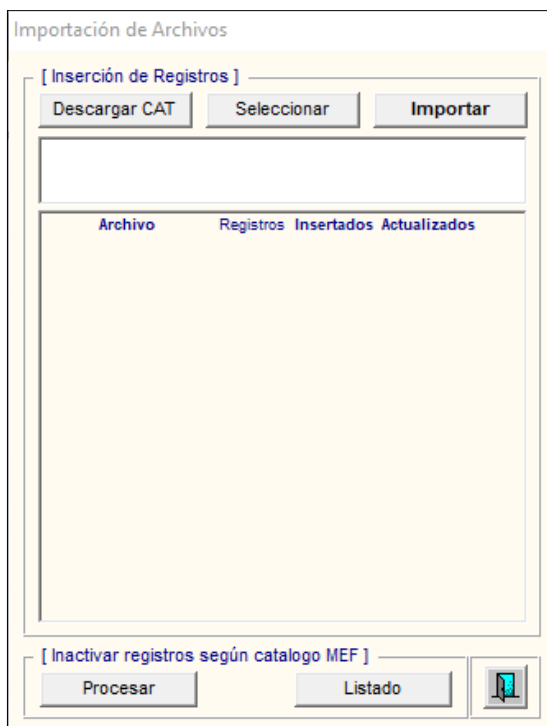 Importación de Archivos
[ Inserción de Registros ]
Descargar CAT Seleccionar Importar
Archivo Registros Insertados Actualizados
[ Inactivar registros según catalogo MEF ]
Procesar Listado